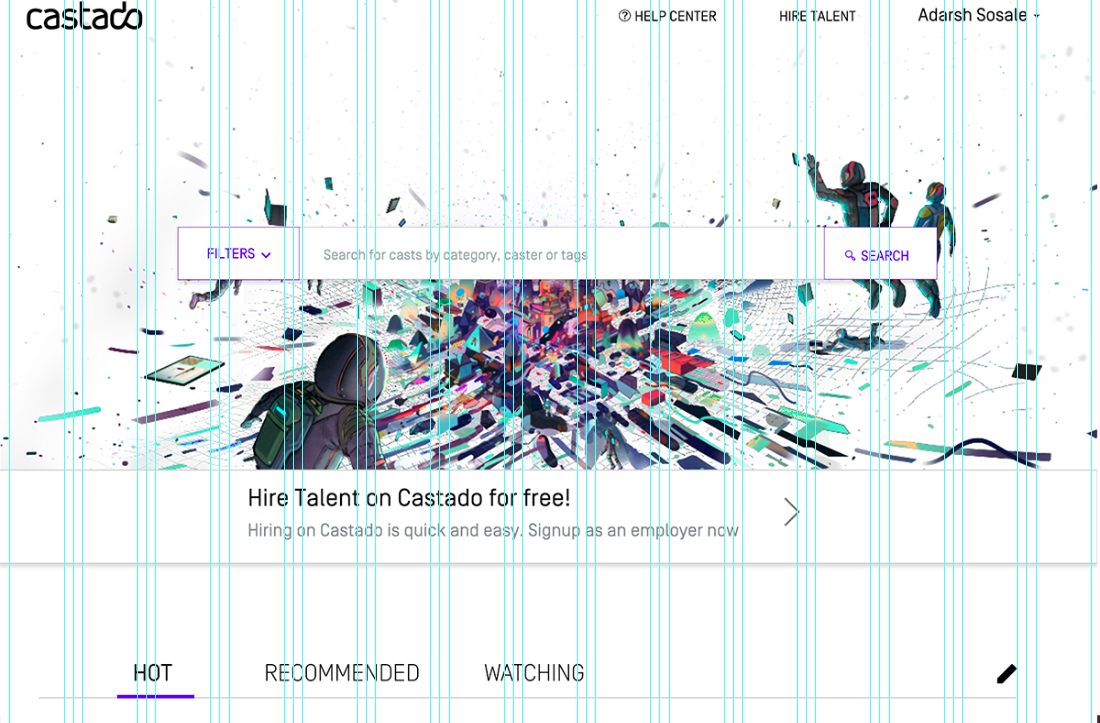 castado
HELP CENTER
HIRE TALENT
Adarsh Sosale
FILTERS
Search for casts by category, caster or tags
SEARCH
Hire Talent on Castado for free!
Hiring on Castado is quick and easy. Signup as an employer now
HOT
RECOMMENDED
WATCHING